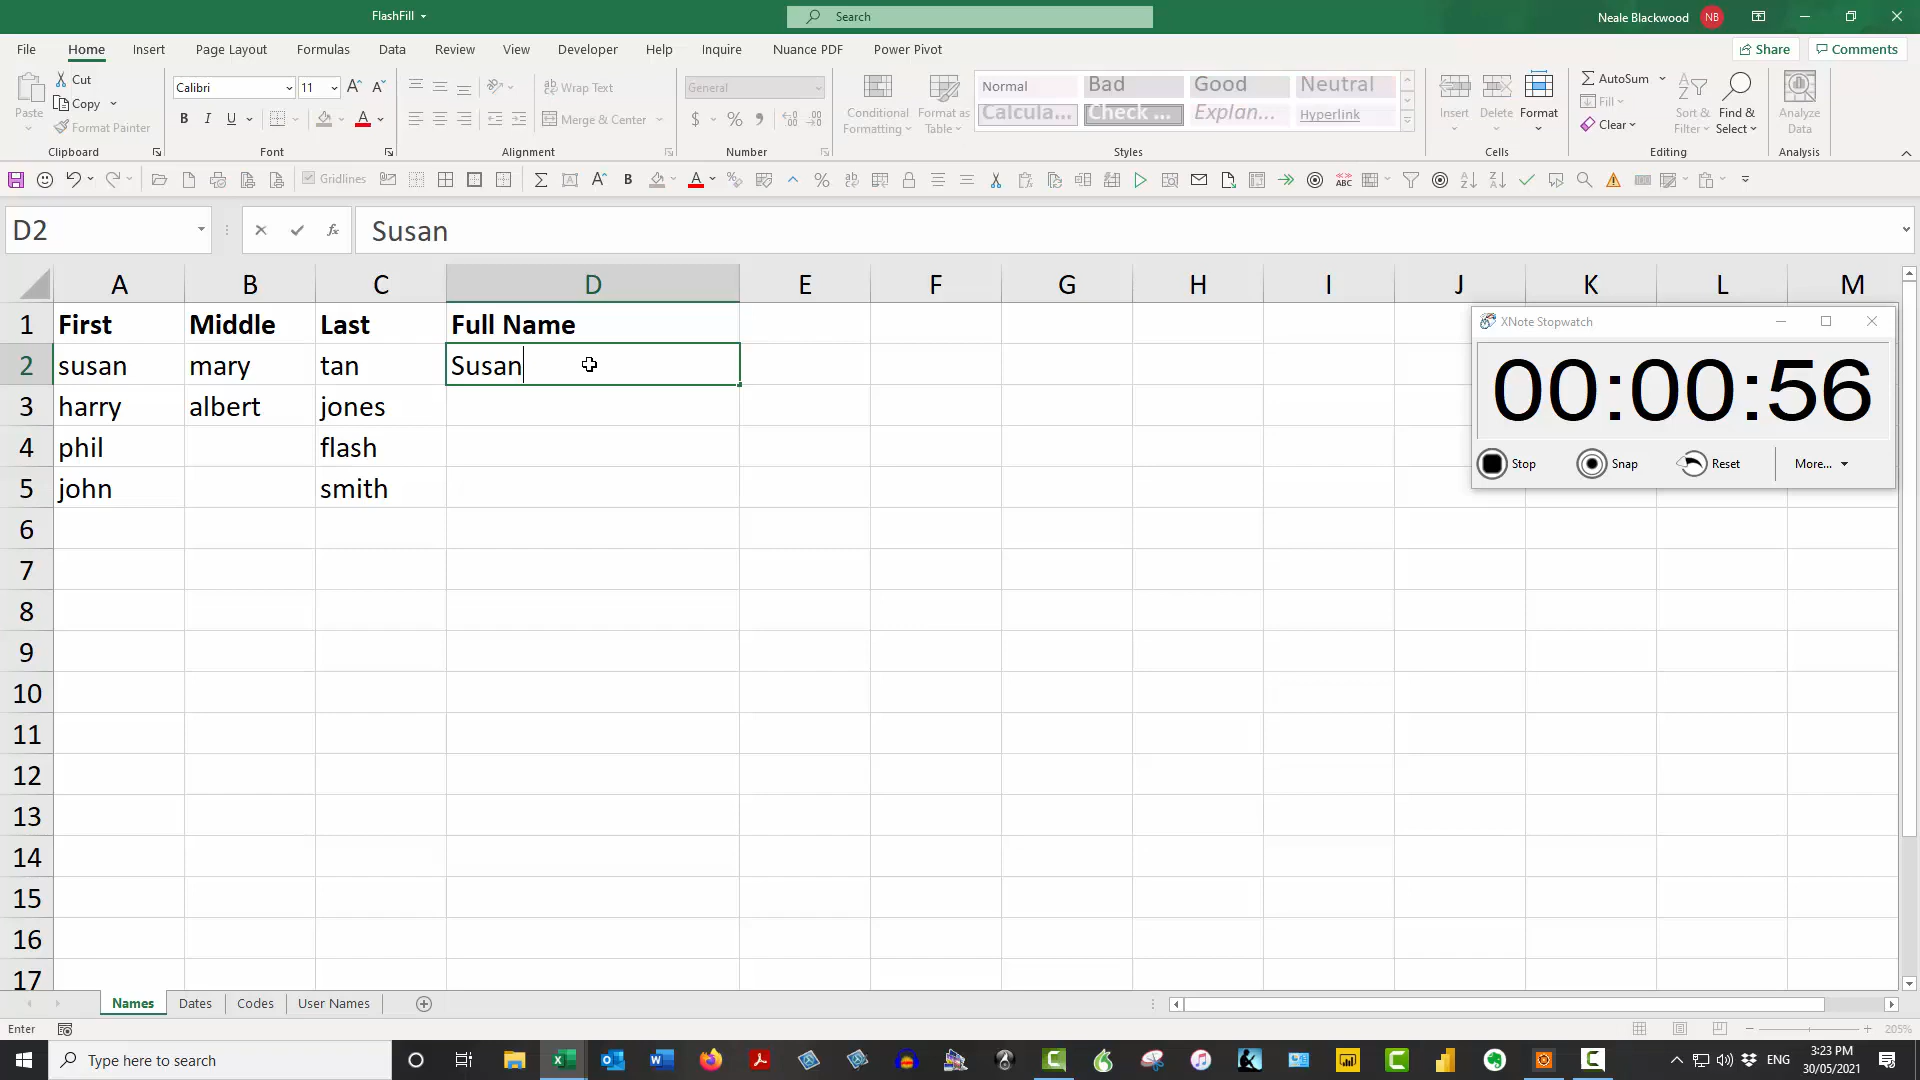 FlashFill
Search
Neale Blackwood NB
File Home Insert Page Layout Formulas Data Review View Developer Help Inquire Nuance PDF Power Pivot Share Comments
Paste
Cut
Copy
Format Painter
Clipboard
Calibri 11
B I U
Font
Wrap Text
Merge & Center
Alignment
General
$ %
Number
Conditional Formatting
Format as Table
Normal Bad Good Neutral
Calcula... Check ... Explan... Hyperlink
Styles
Insert Delete Format
Cells
AutoSum
Fill
Clear
Sort & Filter
Find & Select
Editing
Analyze Data
Analysis
Gridlines
D2 fx Susan
A B C D E F G H I J K L M
1 First Middle Last Full Name
2 susan mary tan Susan
3 harry albert jones
4 phil flash
5 john smith
6
7
8
9
10
11
12
13
14
15
16
17
XNote Stopwatch
00:00:56
Stop Snap Reset More...
Names Dates Codes User Names
Enter
205%
Type here to search
ENG
3:23 PM
30/05/2021